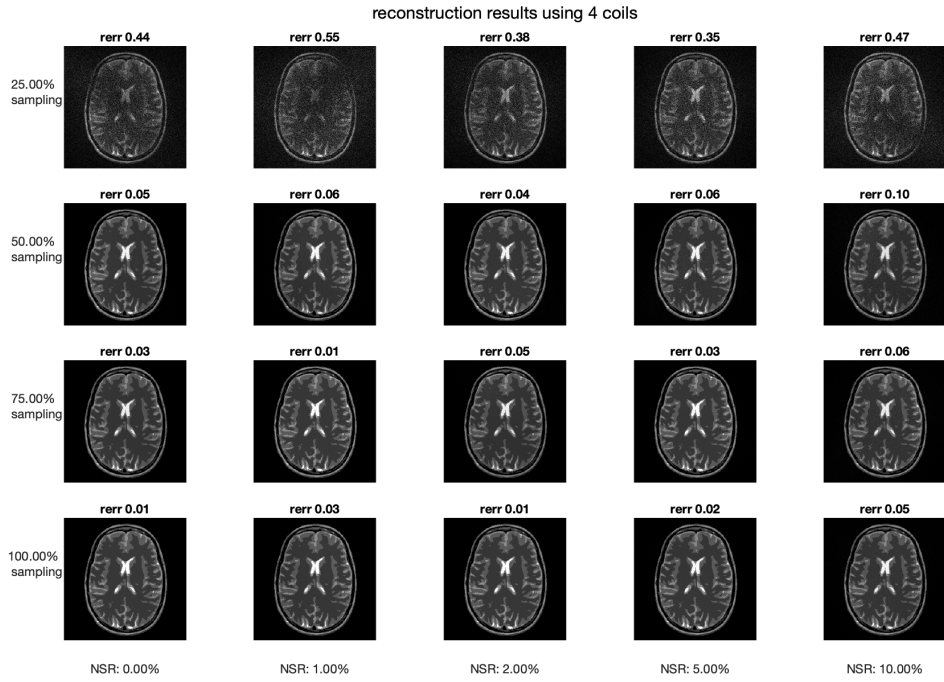 reconstruction results using 4 coils
rerr 0.44 rerr 0.55 rerr 0.38 rerr 0.35 rerr 0.47
25.00%
sampling
rerr 0.05 rerr 0.06 rerr 0.04 rerr 0.06 rerr 0.10
50.00%
sampling
rerr 0.03 rerr 0.01 rerr 0.05 rerr 0.03 rerr 0.06
75.00%
sampling
rerr 0.01 rerr 0.03 rerr 0.01 rerr 0.02 rerr 0.05
100.00%
sampling
NSR: 0.00% NSR: 1.00% NSR: 2.00% NSR: 5.00% NSR: 10.00%